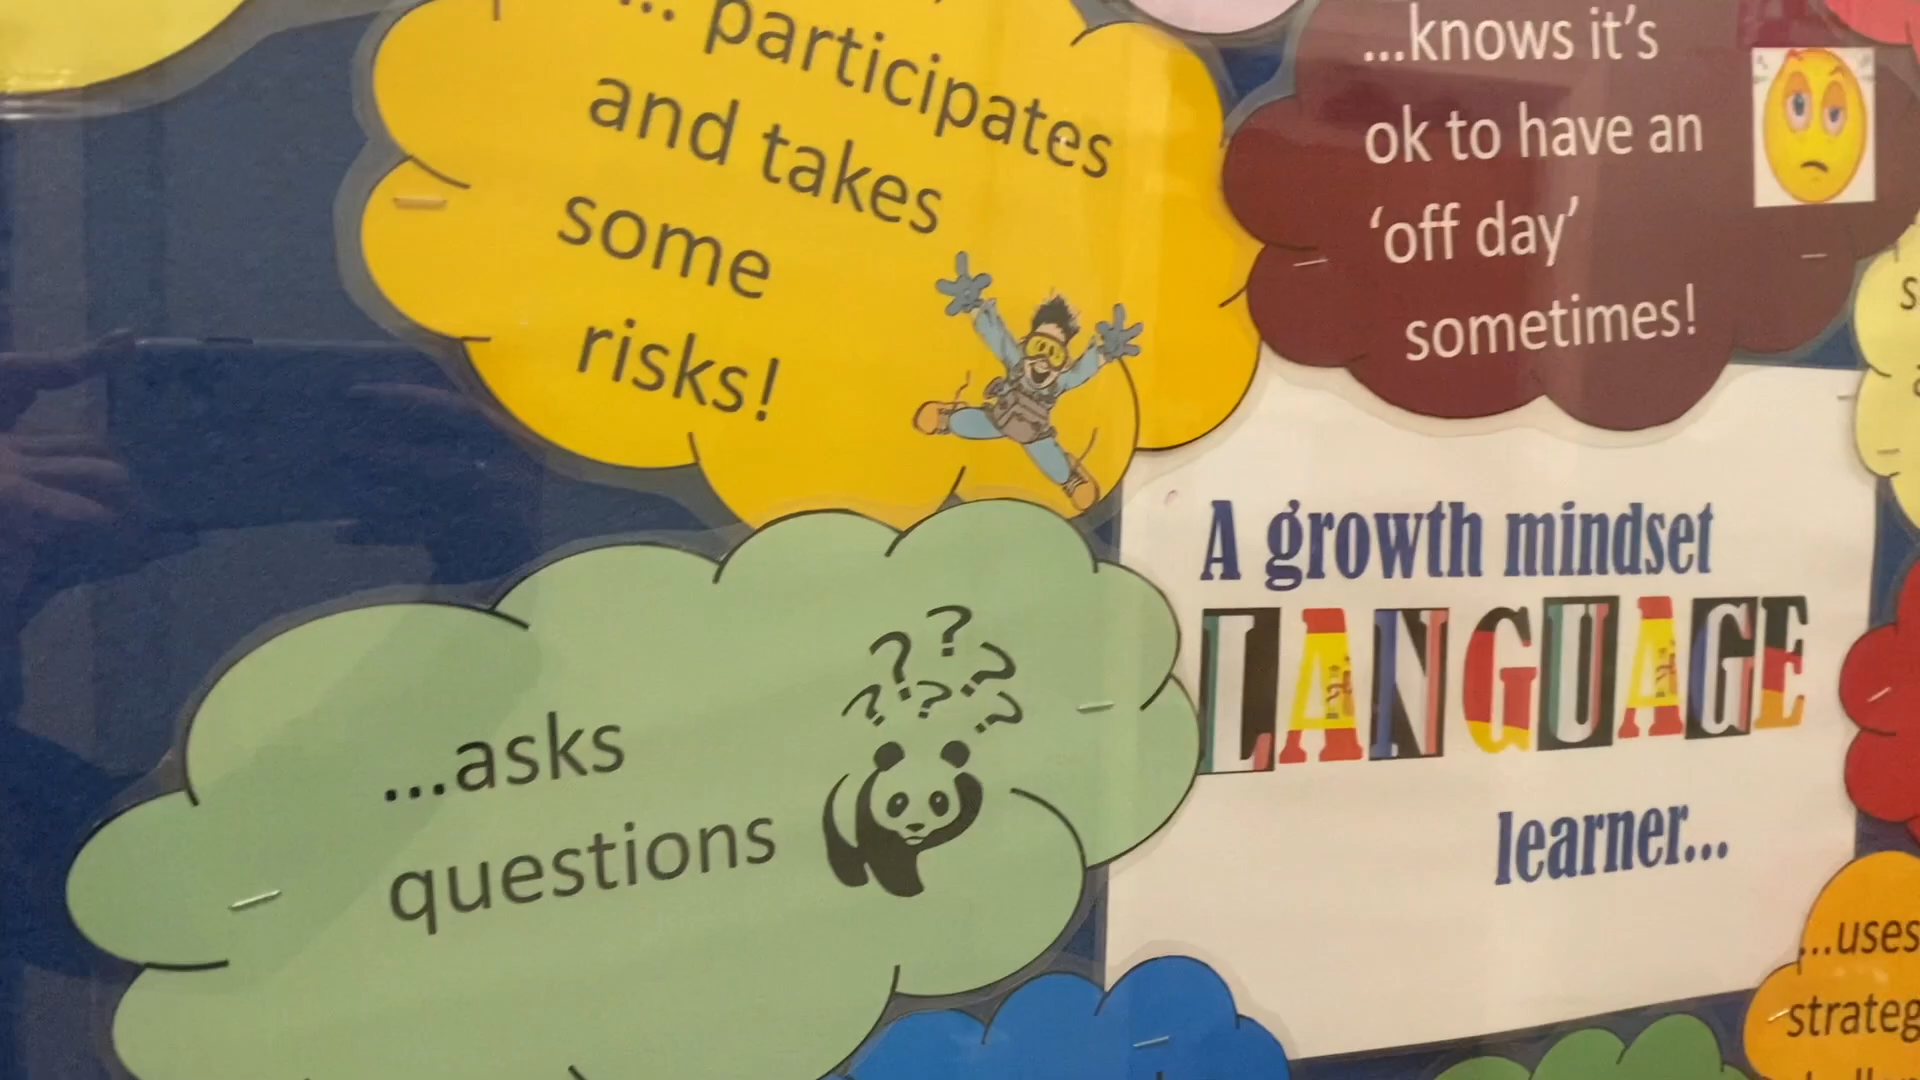 ... participates
and takes
some
risks!
...knows it's
ok to have an
'off day'
sometimes!
A growth mindset
LANGUAGE
learner...
...asks
questions
...uses